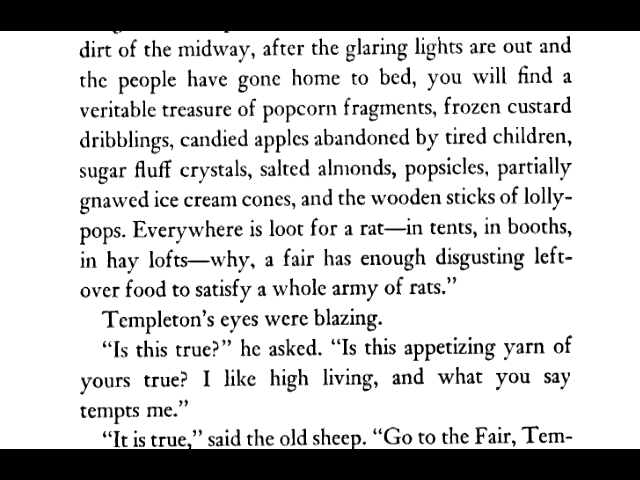 dirt of the midway, after the glaring lights are out and
the people have gone home to bed, you will find a
veritable treasure of popcorn fragments, frozen custard
dribblings, candied apples abandoned by tired children,
sugar fluff crystals, salted almonds, popsicles, partially
gnawed ice cream cones, and the wooden sticks of lolly-
pops. Everywhere is loot for a rat—in tents, in booths,
in hay lofts—why, a fair has enough disgusting left-
over food to satisfy a whole army of rats.”
Templeton’s eyes were blazing.
“Is this true?” he asked. “Is this appetizing yarn of
yours true? I like high living, and what you say
tempts me.”
“It is true,” said the old sheep. “Go to the Fair, Tem-